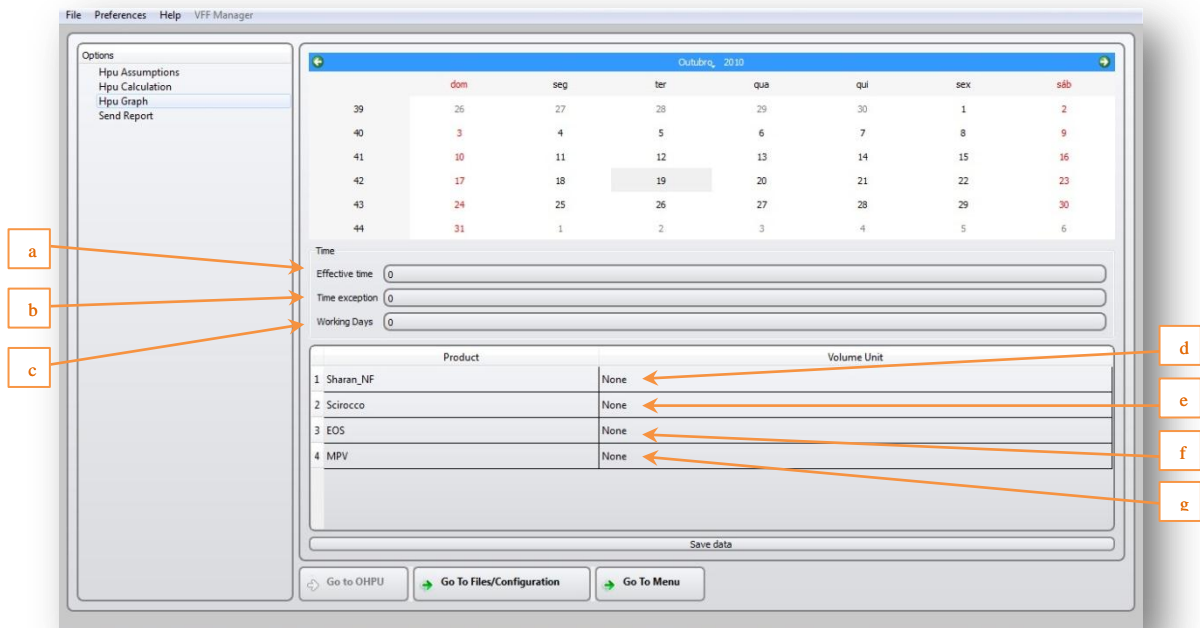 File Preferences Help VFF Manager
Options
Hpu Assumptions
Hpu Calculation
Hpu Graph
Send Report
Outubro, 2010
dom seg ter qua qui sex sáb
39 26 27 28 29 30 1 2
40 3 4 5 6 7 8 9
41 10 11 12 13 14 15 16
42 17 18 19 20 21 22 23
43 24 25 26 27 28 29 30
44 31 1 2 3 4 5 6
Time
Effective time 0
Time exception 0
Working Days 0
Product Volume Unit
1 Sharan_NF None
2 Scirocco None
3 EOS None
4 MPV None
Save data
Go to OHPU Go To Files/Configuration Go To Menu
a
b
c
d
e
f
g